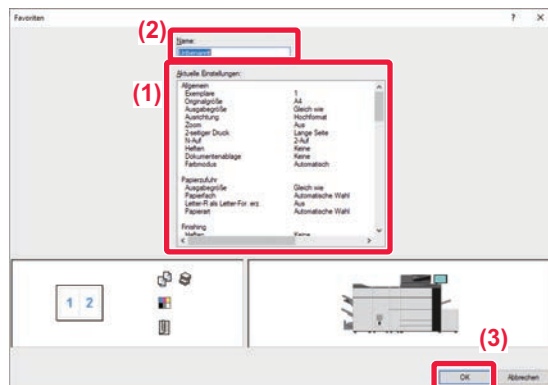 Favoriten ? ×
(2)
Name:
Unbenannt
(1)
Aktuelle Einstellungen:
Allgemein
Exemplare 1
Originalgröße A4
Ausgabegröße Gleich wie
Ausrichtung Hochformat
Zoom Aus
2-seitiger Druck Lange Seite
N-Auf 2-Auf
Heften Keine
Dokumentenablage Keine
Farbmodus Automatisch
Papierzufuhr
Ausgabegröße Gleich wie
Papierfach Automatische Wahl
Letter-R als Letter-For. erz. Aus
Papierart Automatische Wahl
Finishing
Heften Keine
1 2
(3)
OK Abbrechen